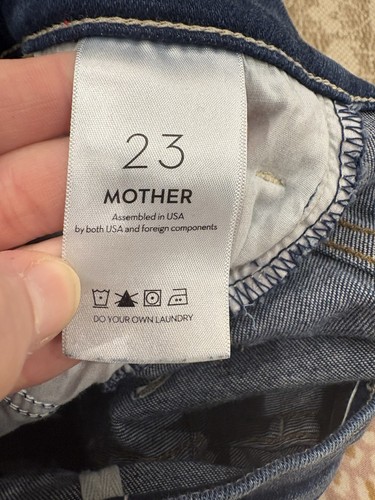 23
MOTHER
Assembled in USA
by both USA and foreign components
DO YOUR OWN LAUNDRY